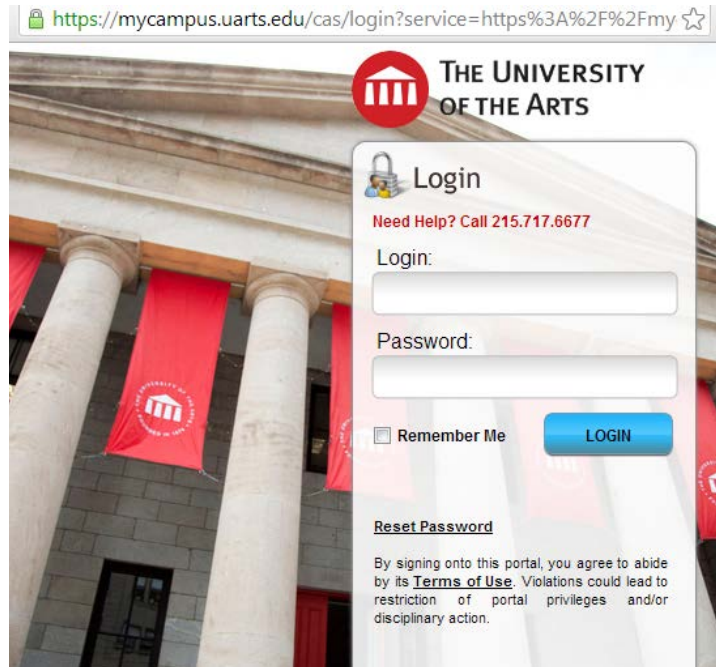 https://mycampus.uarts.edu/cas/login?service=https%3A%2F%2Fmy
THE UNIVERSITY
OF THE ARTS
Login
Need Help? Call 215.717.6677
Login:
Password:
Remember Me
LOGIN
Reset Password
By signing onto this portal, you agree to abide
by its Terms of Use. Violations could lead to
restriction of portal privileges and/or
disciplinary action.